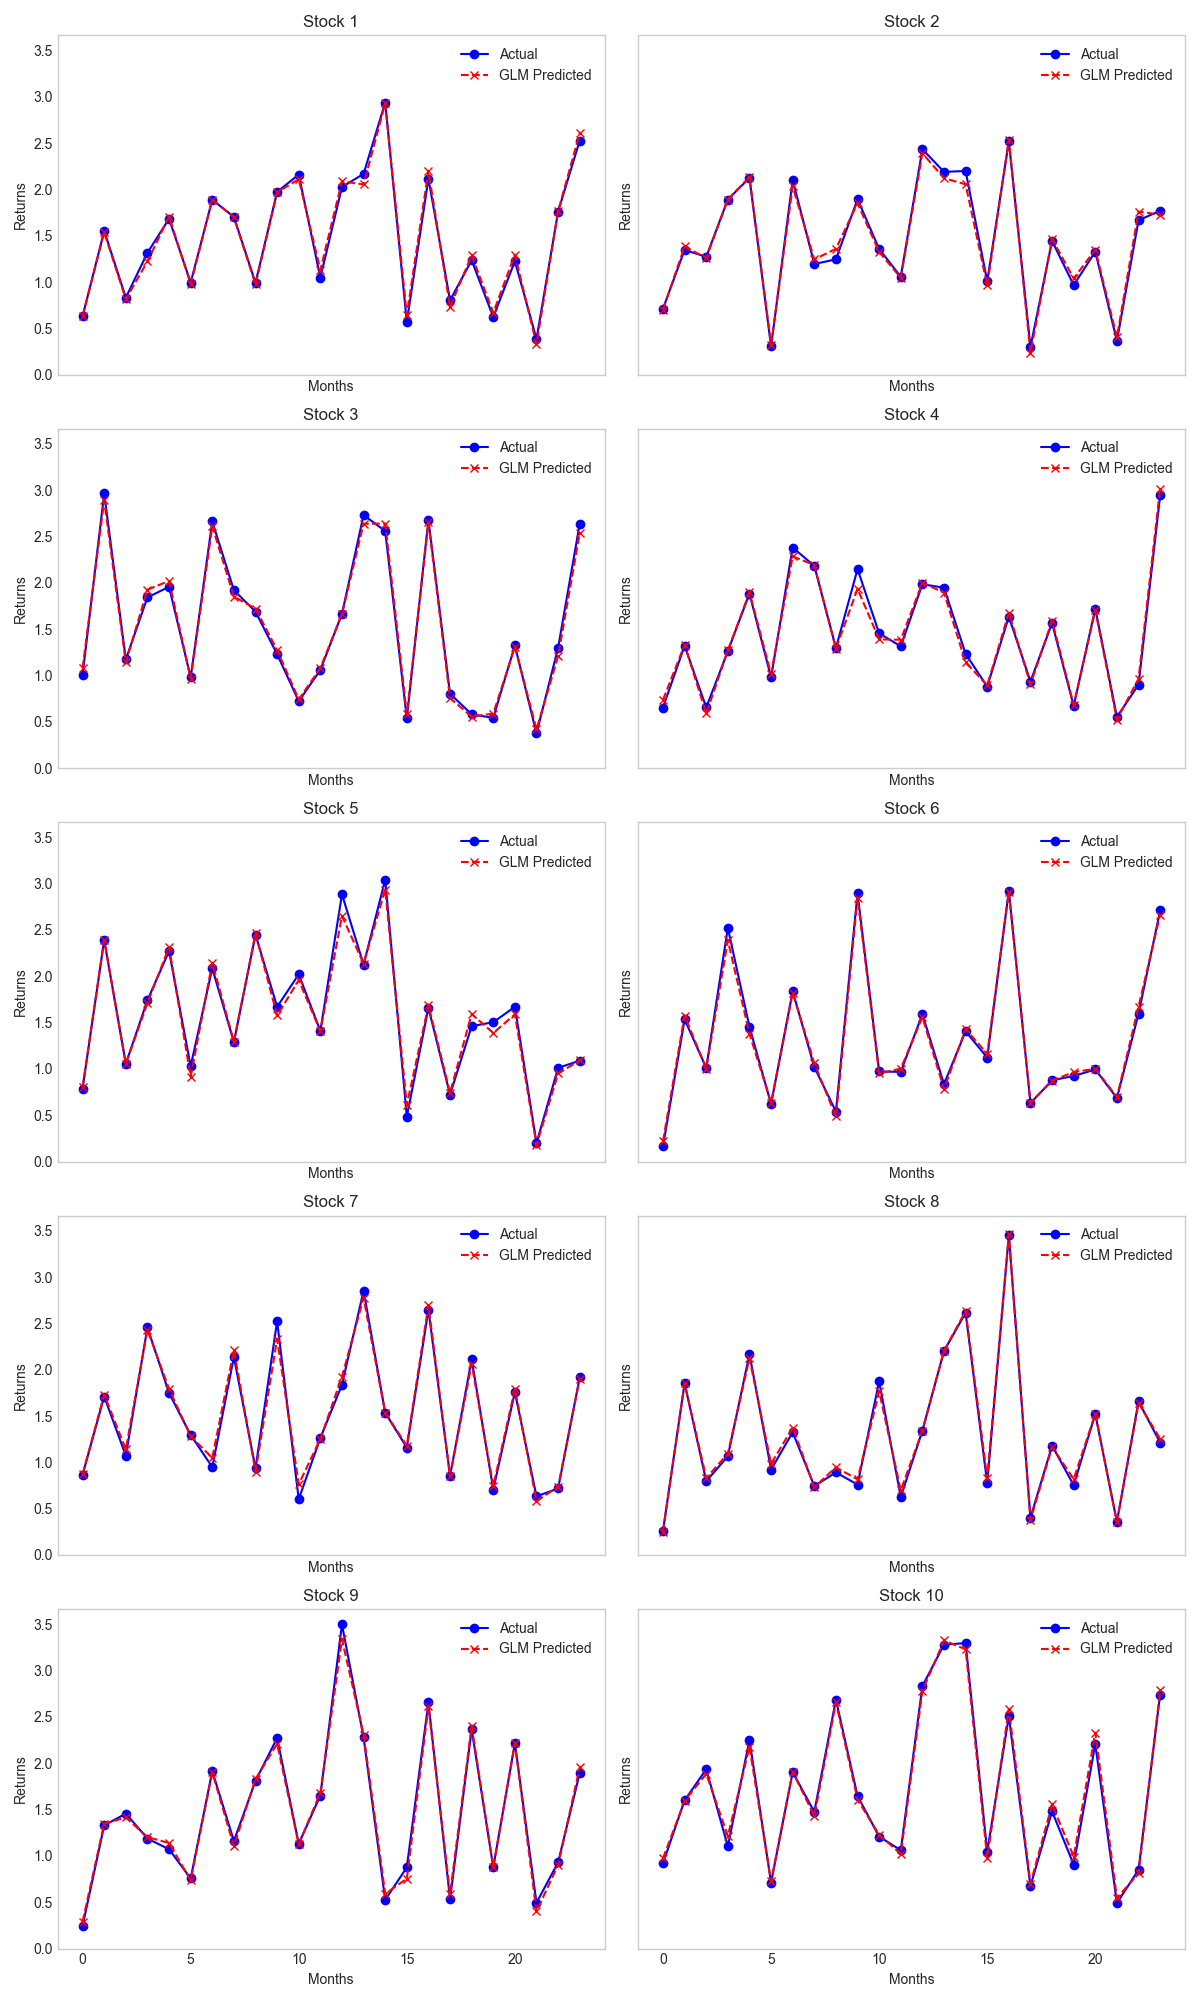 Stock 1
Actual
GLM Predicted
3.5
3.0
2.5
2.0
1.5
1.0
0.5
0.0
Returns
Months
Stock 2
Actual
GLM Predicted
Returns
Months
Stock 3
Actual
GLM Predicted
3.5
3.0
2.5
2.0
1.5
1.0
0.5
0.0
Returns
Months
Stock 4
Actual
GLM Predicted
Returns
Months
Stock 5
Actual
GLM Predicted
3.5
3.0
2.5
2.0
1.5
1.0
0.5
0.0
Returns
Months
Stock 6
Actual
GLM Predicted
Returns
Months
Stock 7
Actual
GLM Predicted
3.5
3.0
2.5
2.0
1.5
1.0
0.5
0.0
Returns
Months
Stock 8
Actual
GLM Predicted
Returns
Months
Stock 9
Actual
GLM Predicted
3.5
3.0
2.5
2.0
1.5
1.0
0.5
0.0
Returns
0 5 10 15 20
Months
Stock 10
Actual
GLM Predicted
Returns
0 5 10 15 20
Months